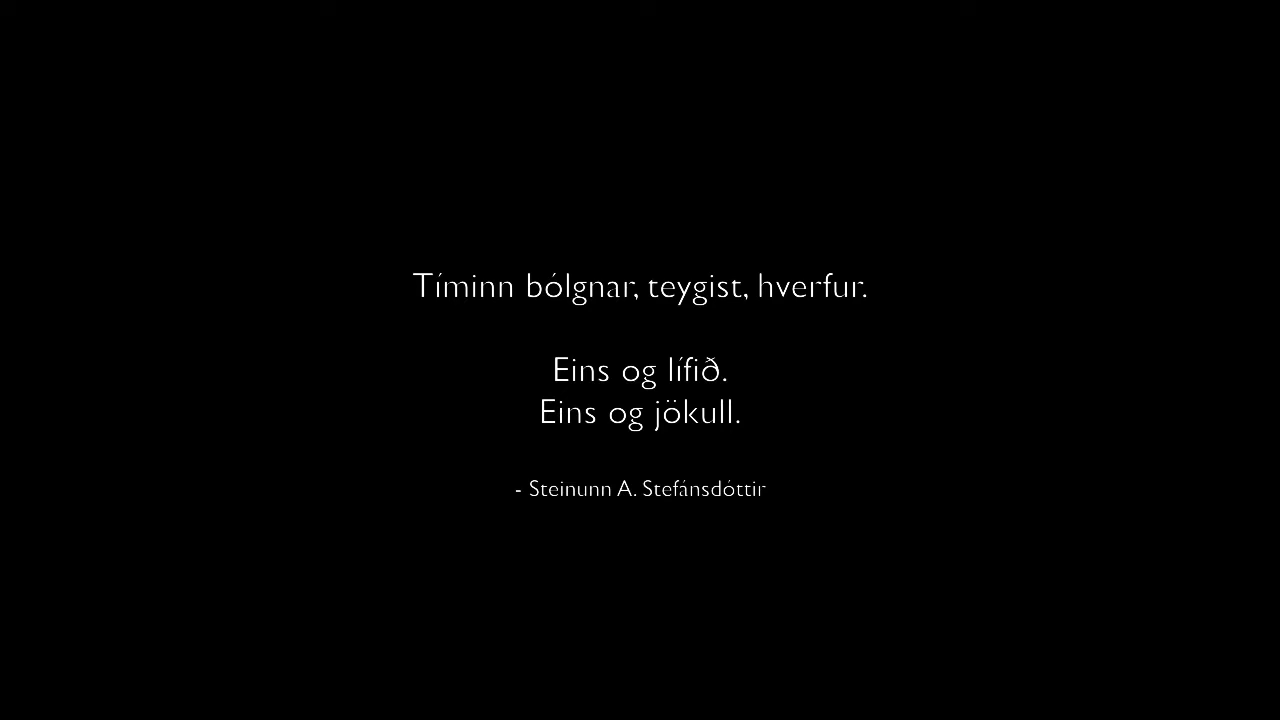 Tíminn bólgnar, teygist, hverfur.
Eins og lífið.
Eins og jökull.
- Steinunn A. Stefánsdóttir